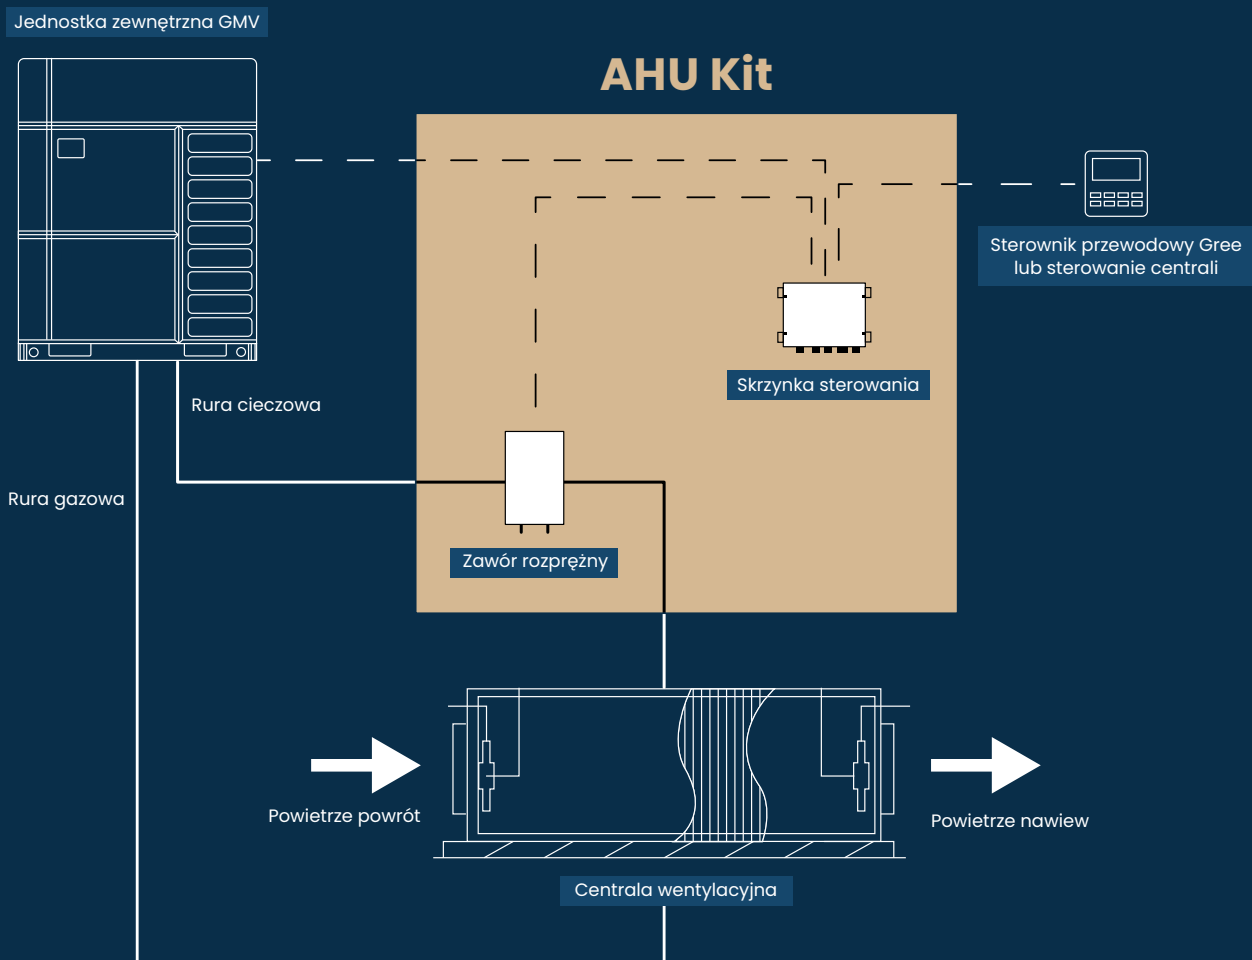 Jednostka zewnętrzna GMV
AHU Kit
Sterownik przewodowy Gree
lub sterowanie centrali
Skrzynka sterowania
Rura cieczowa
Rura gazowa
Zawór rozprężny
Powietrze powrót
Powietrze nawiew
Centrala wentylacyjna